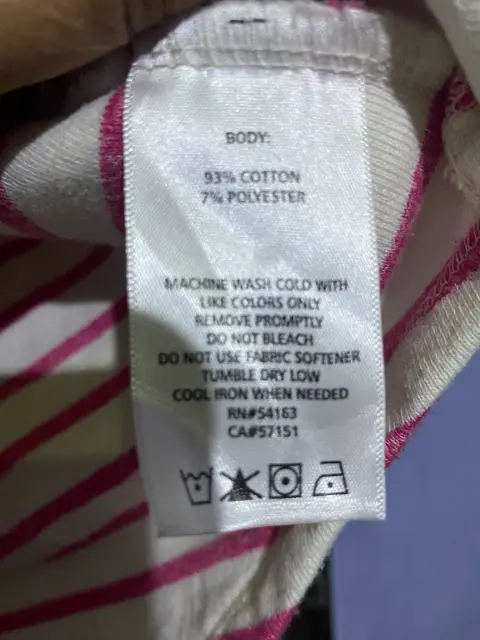 BODY:
93% COTTON
7% POLYESTER
MACHINE WASH COLD WITH
LIKE COLORS ONLY
REMOVE PROMPTLY
DO NOT BLEACH
DO NOT USE FABRIC SOFTENER
TUMBLE DRY LOW
COOL IRON WHEN NEEDED
RN#54163
CA#57151